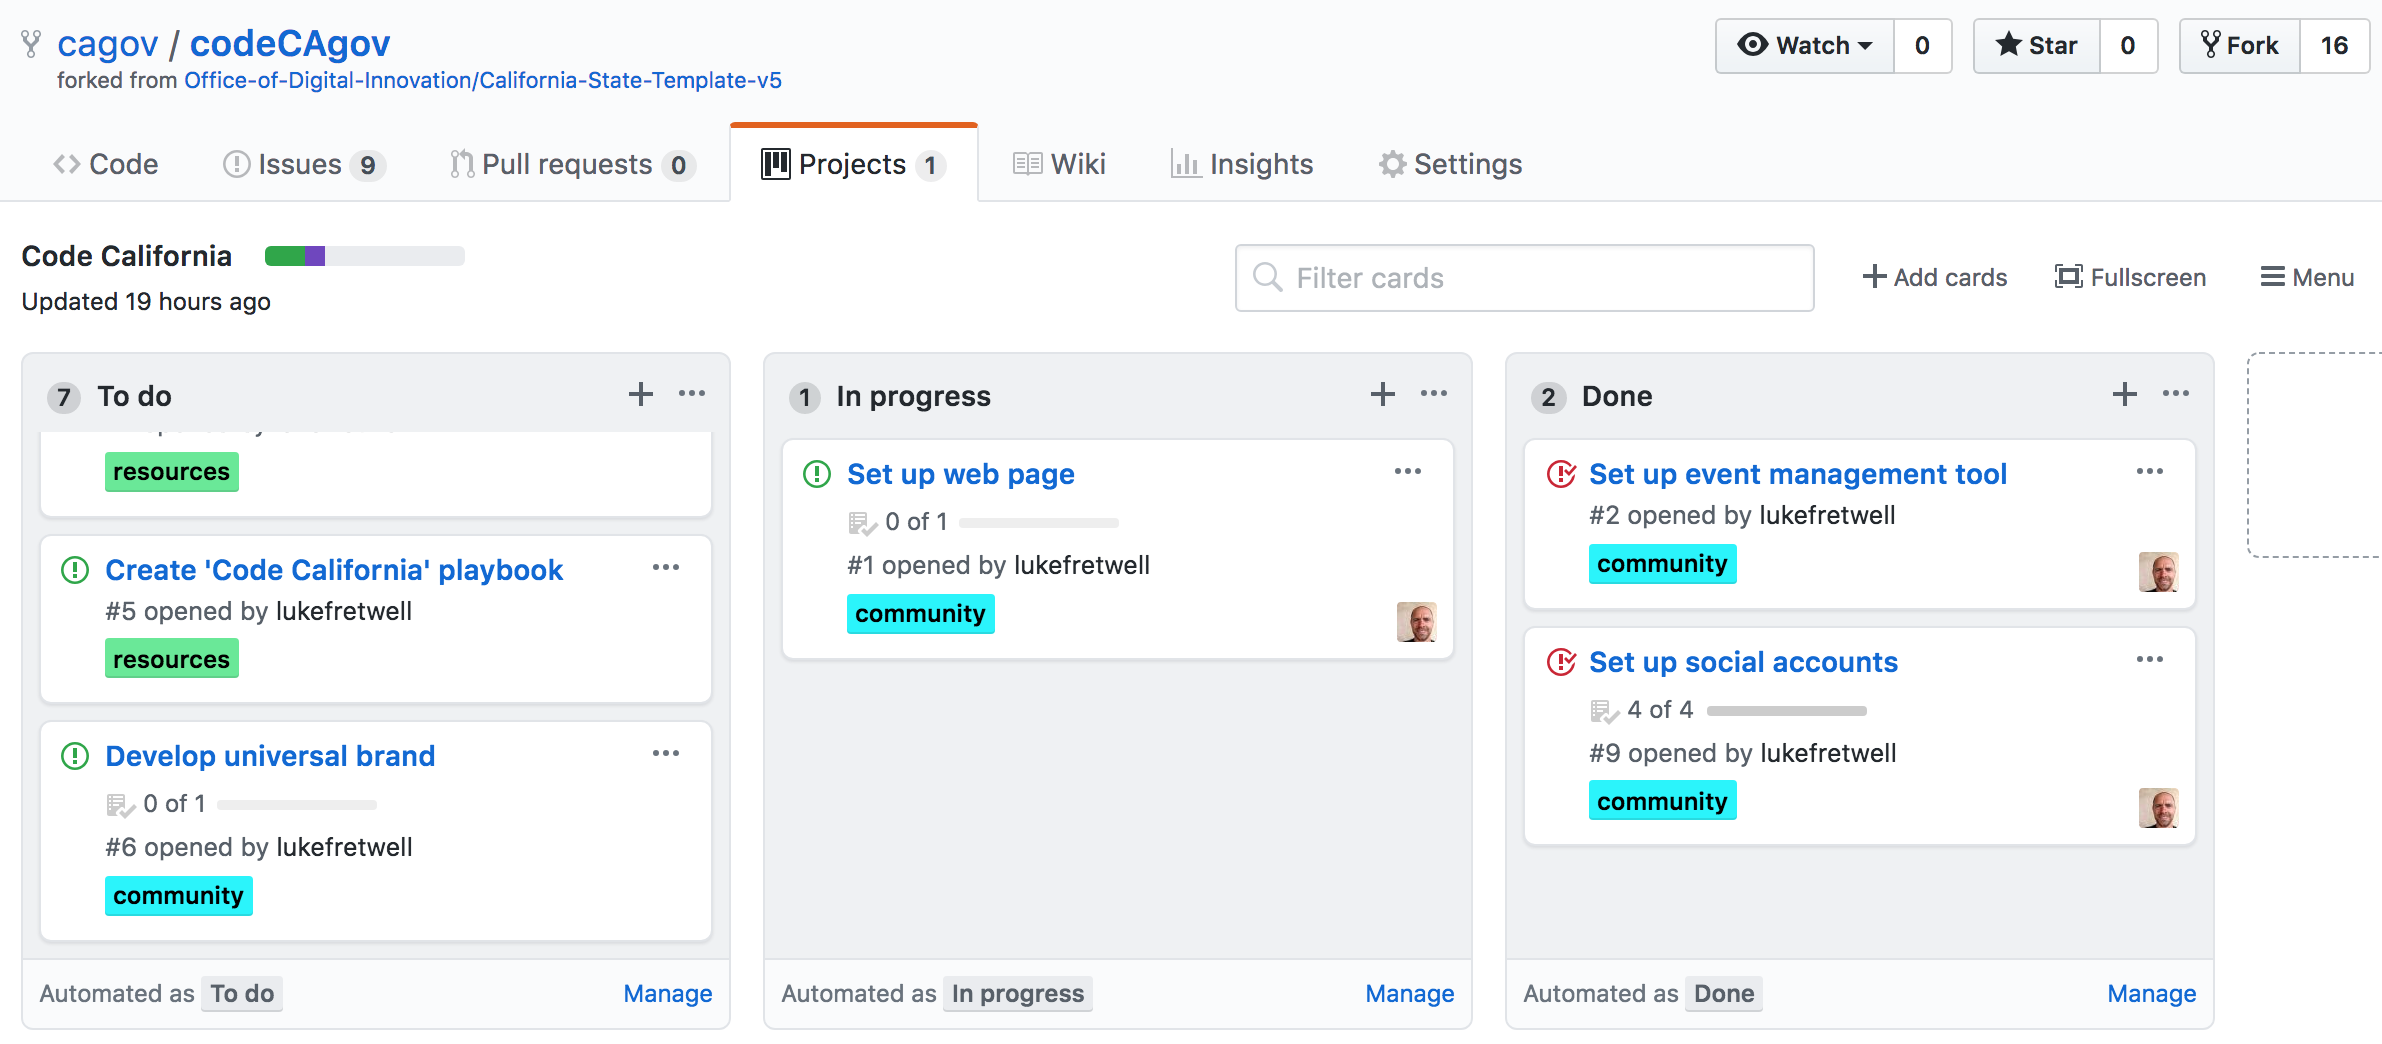 cagov / codeCAgov
Watch 0
Star 0
Fork 16
forked from Office-of-Digital-Innovation/California-State-Template-v5
Code
Issues 9
Pull requests 0
Projects 1
Wiki
Insights
Settings
Code California
Updated 19 hours ago
Filter cards
Add cards
Fullscreen
Menu
7 To do
resources
Create 'Code California' playbook
#5 opened by lukefretwell
resources
Develop universal brand
0 of 1
#6 opened by lukefretwell
community
Automated as To do
Manage
1 In progress
Set up web page
0 of 1
#1 opened by lukefretwell
community
Automated as In progress
Manage
2 Done
Set up event management tool
#2 opened by lukefretwell
community
Set up social accounts
4 of 4
#9 opened by lukefretwell
community
Automated as Done
Manage